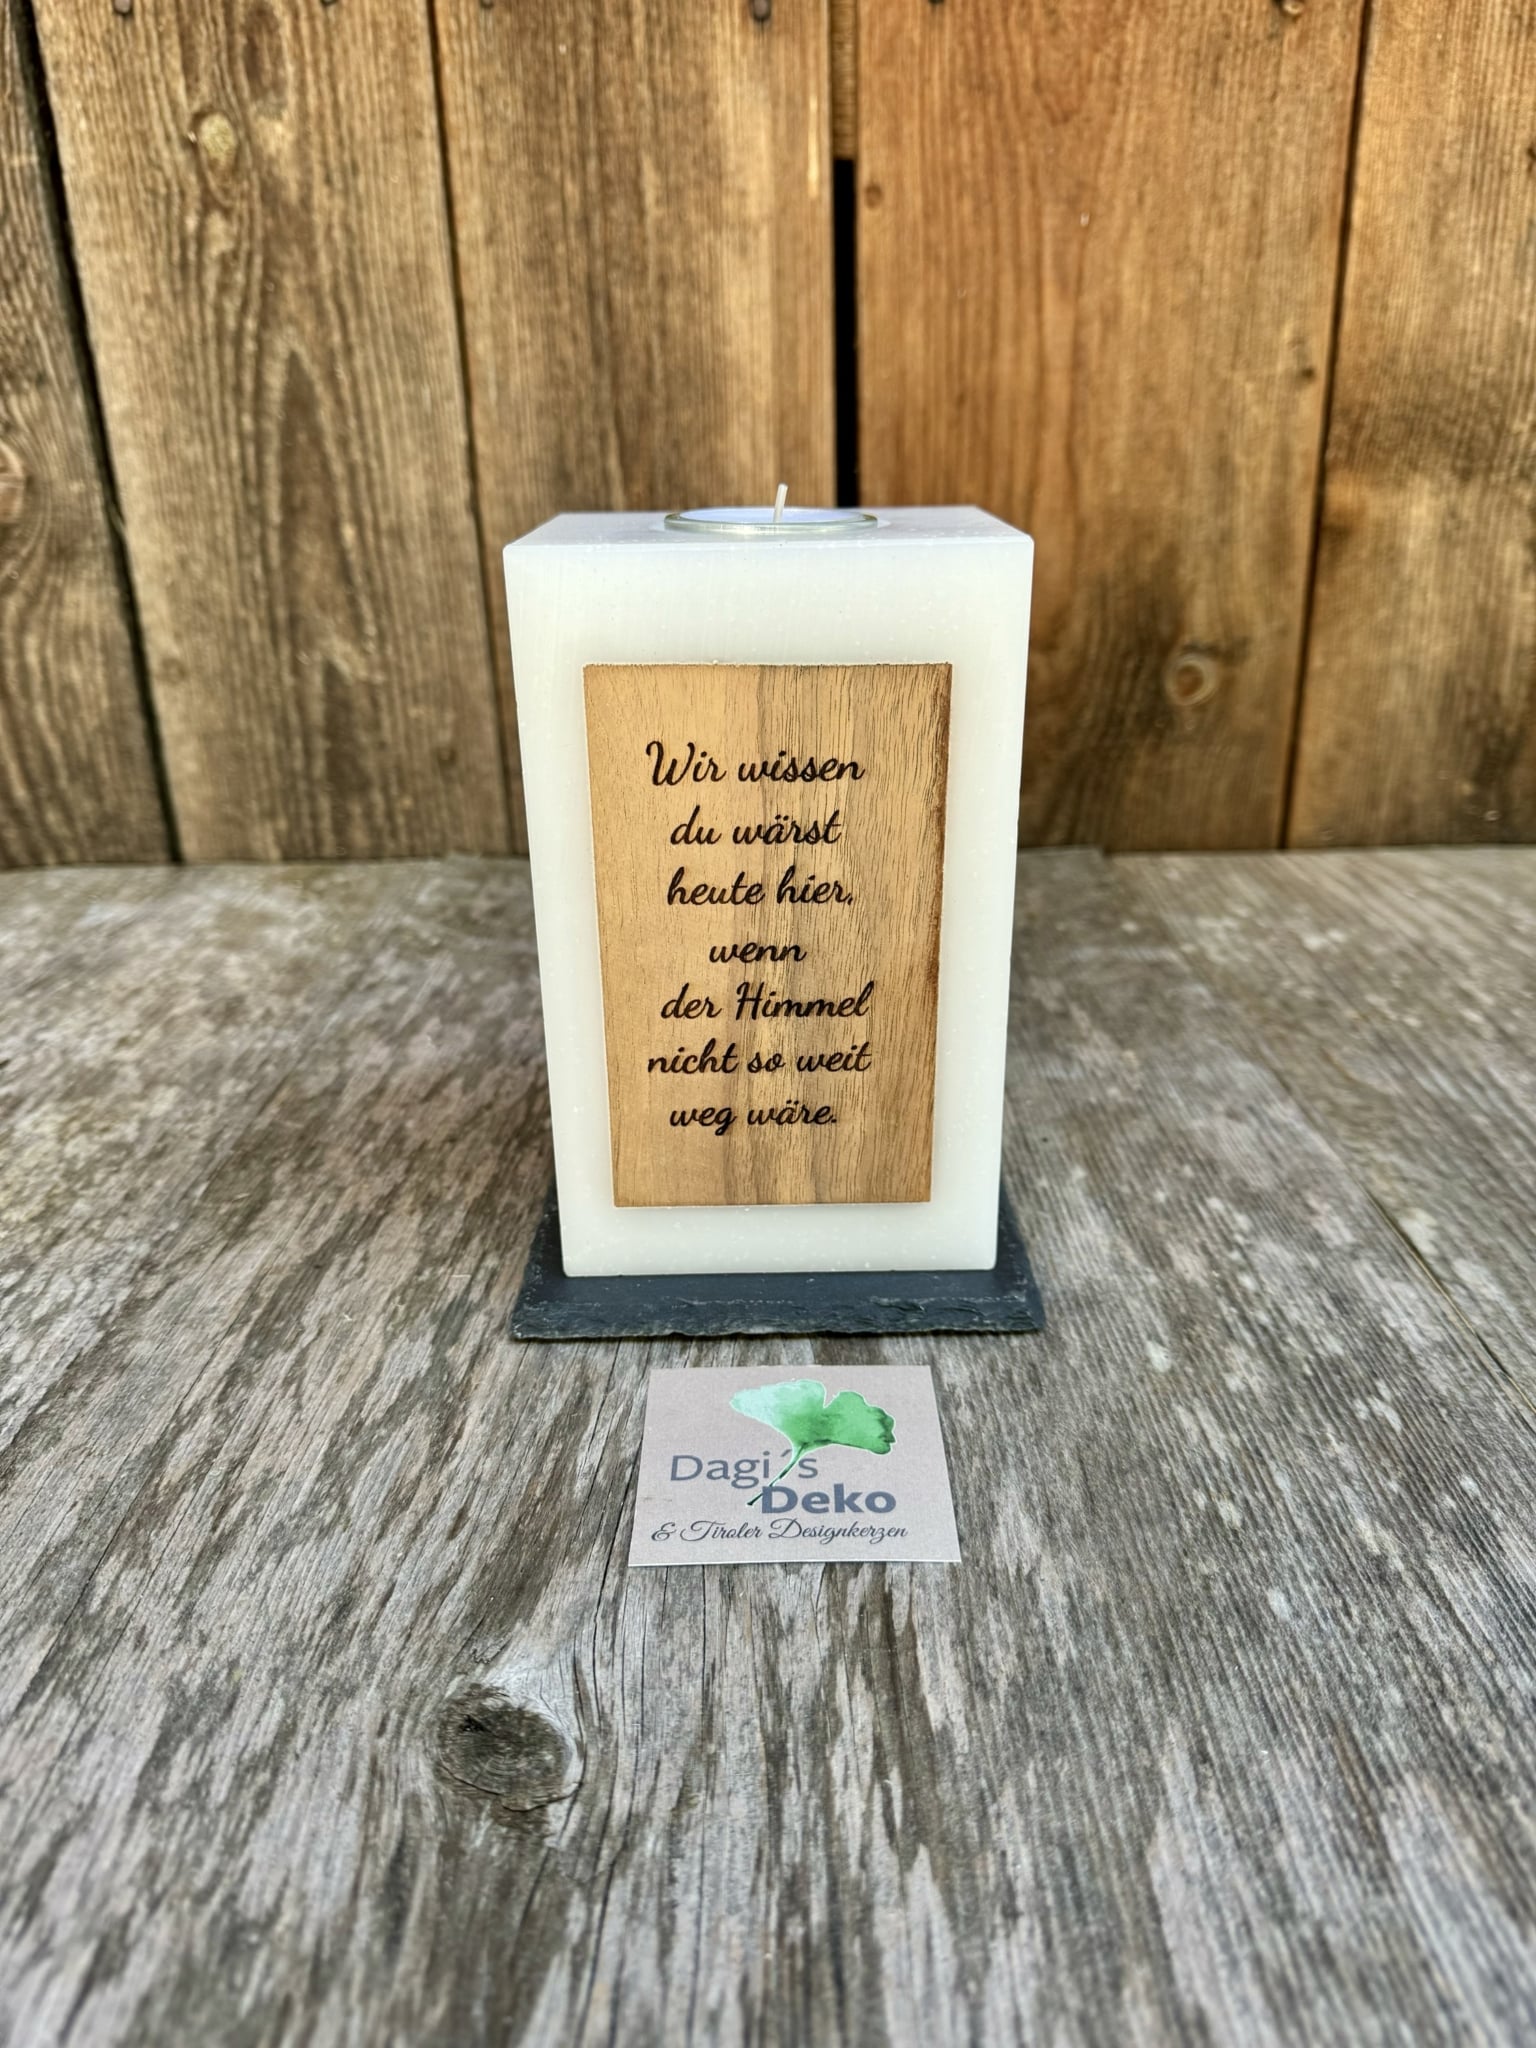 Wir wissen
du wärst
heute hier,
wenn
der Himmel
nicht so weit
weg wäre.
Dagi´s
Deko
& Tiroler Designkerzen